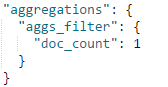 "aggregations": {
"aggs_filter": {
"doc_count": 1
}
}